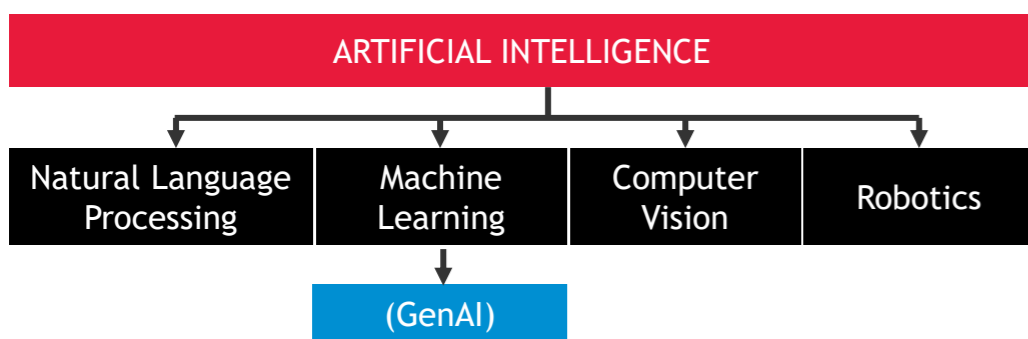 ARTIFICIAL INTELLIGENCE
Natural Language
Processing
Machine
Learning
Computer
Vision
Robotics
(GenAI)